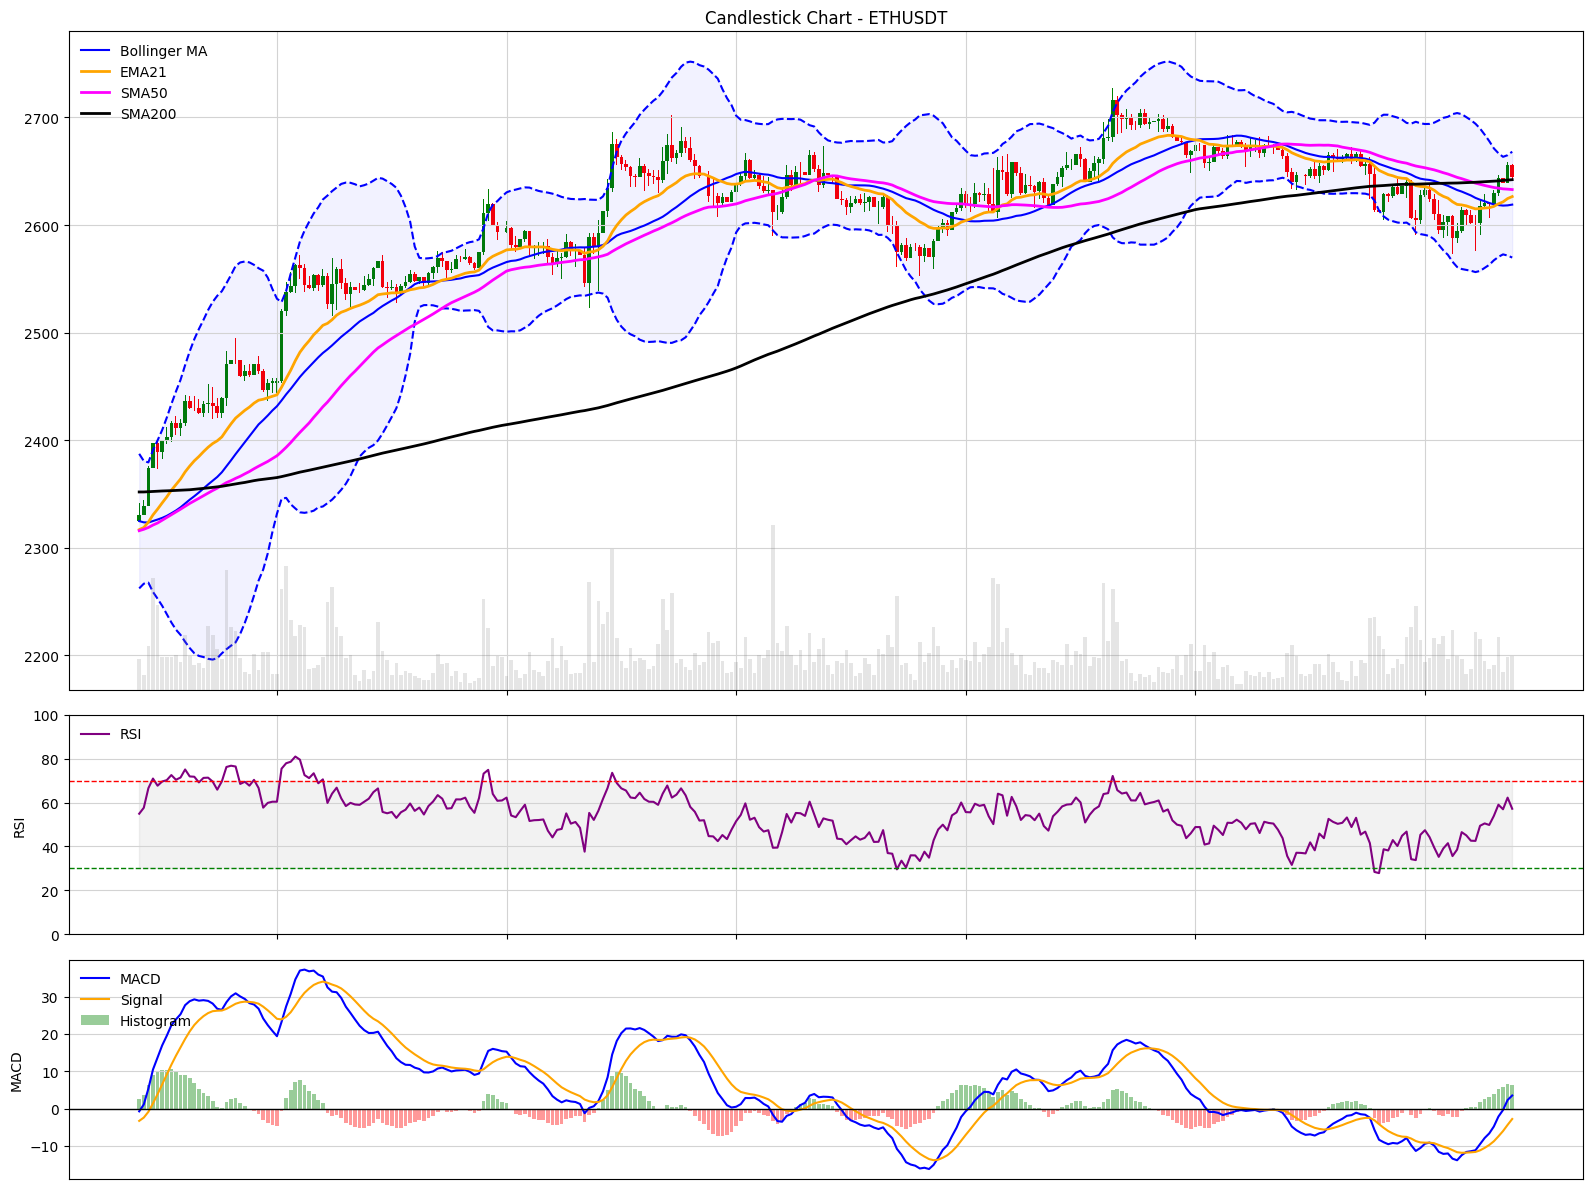 Candlestick Chart - ETHUSDT
Bollinger MA
EMA21
SMA50
SMA200
2700
2600
2500
2400
2300
2200
RSI
100
80
60
40
20
0
RSI
MACD
Signal
Histogram
30
20
10
0
−10
MACD